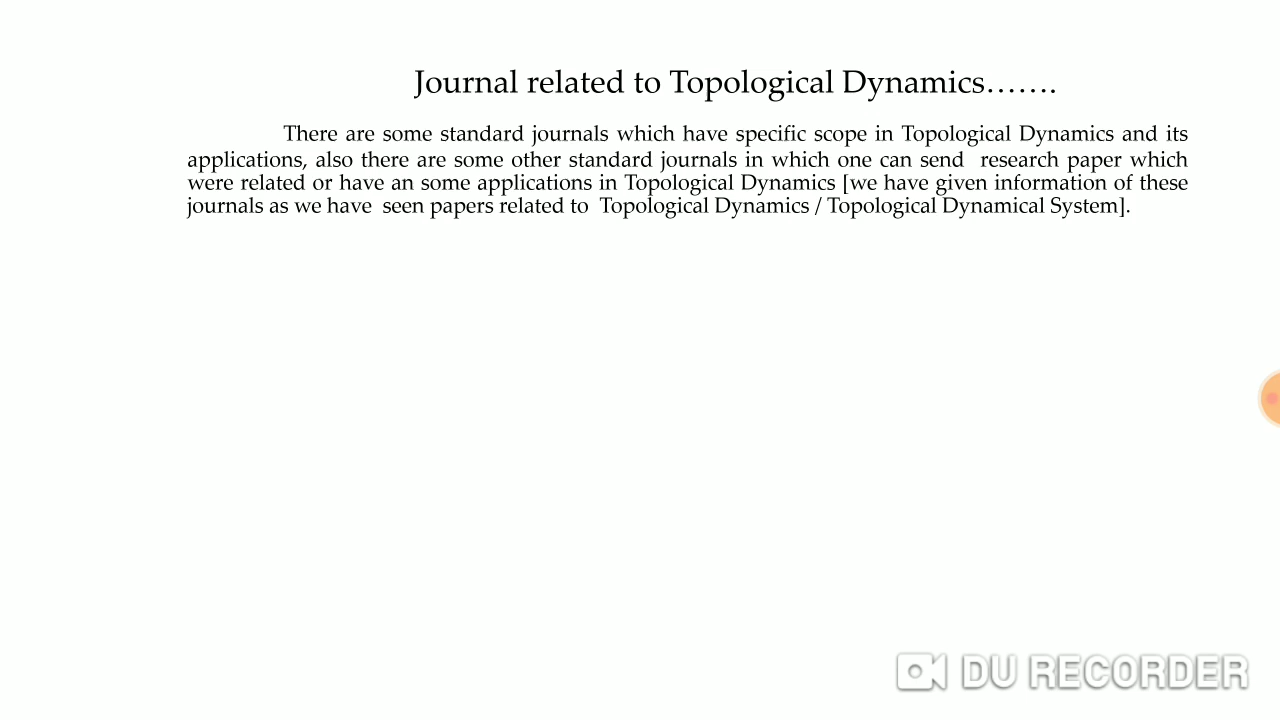 Journal related to Topological Dynamics…….
There are some standard journals which have specific scope in Topological Dynamics and its
applications, also there are some other standard journals in which one can send research paper which
were related or have an some applications in Topological Dynamics [we have given information of these
journals as we have seen papers related to Topological Dynamics / Topological Dynamical System].
DU RECORDER